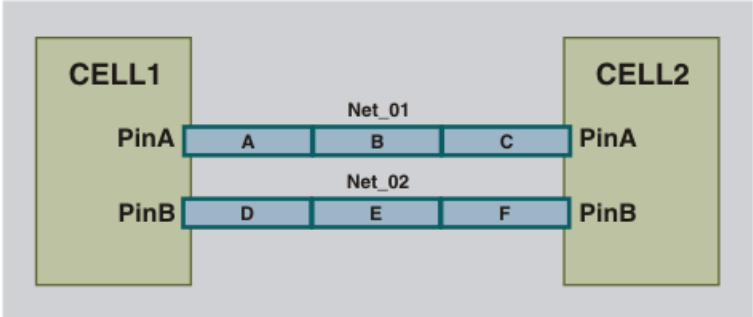 CELL1 CELL2
Net_01
PinA A B C PinA
Net_02
PinB D E F PinB